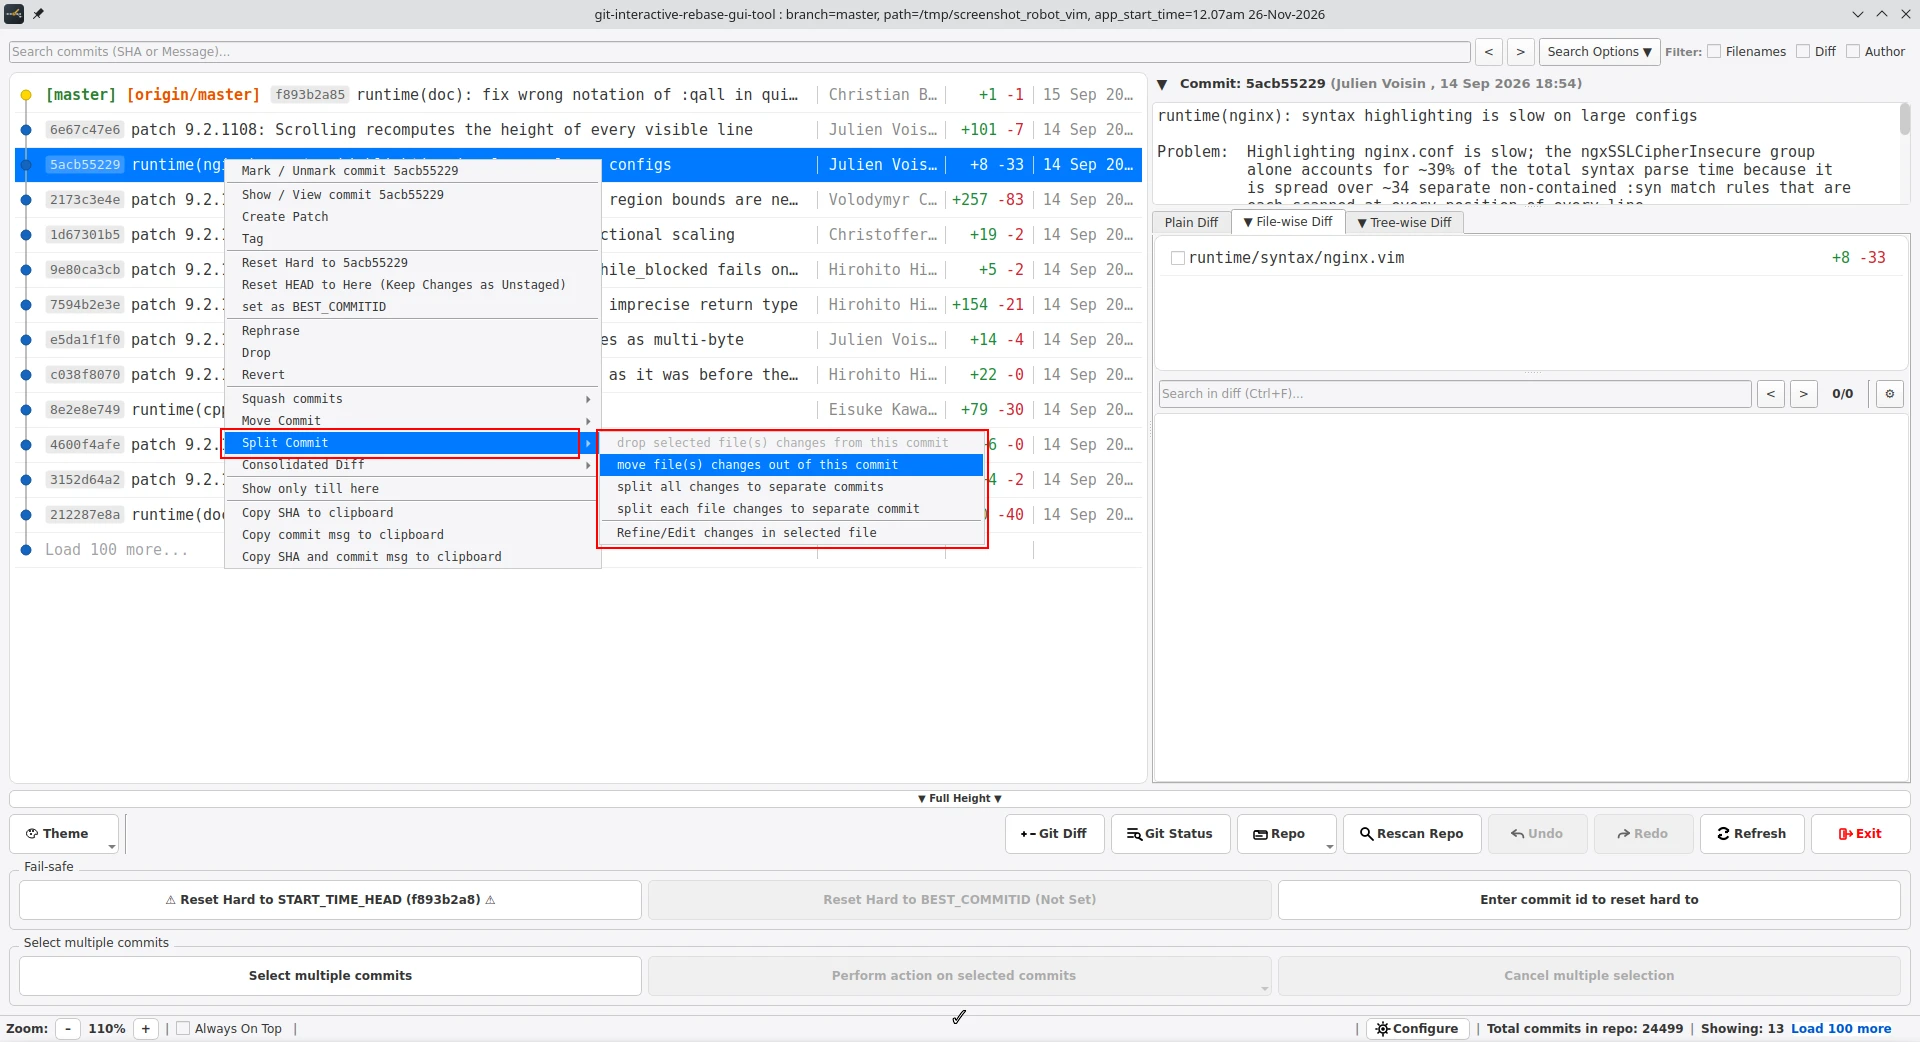 git-interactive-rebase-gui-tool : branch=master, path=/tmp/screenshot_robot_vim, app_start_time=12.07am 26-Nov-2026
Search commits (SHA or Message)...
< > Search Options ▼ Filter: Filenames Diff Author
[master] [origin/master] f893b2a85 runtime(doc): fix wrong notation of :qall in qui… Christian B… +1 -1 15 Sep 20…
6e67c47e6 patch 9.2.1108: Scrolling recomputes the height of every visible line Julien Vois… +101 -7 14 Sep 20…
5acb55229 runtime(ngi configs Julien Vois… +8 -33 14 Sep 20…
2173c3e4e patch 9.2.1 region bounds are ne… Volodymyr C… +257 -83 14 Sep 20…
1d67301b5 patch 9.2.1 ctional scaling Christoffer… +19 -2 14 Sep 20…
9e80ca3cb patch 9.2.1 hile_blocked fails on… Hirohito Hi… +5 -2 14 Sep 20…
7594b2e3e patch 9.2.1 imprecise return type Hirohito Hi… +154 -21 14 Sep 20…
e5da1f1f0 patch 9.2.1 es as multi-byte Julien Vois… +14 -4 14 Sep 20…
c038f8070 patch 9.2.1 as it was before the… Hirohito Hi… +22 -0 14 Sep 20…
8e2e8e749 runtime(cpp Eisuke Kawa… +79 -30 14 Sep 20…
4600f4afe patch 9.2. 6 -0 14 Sep 20…
3152d64a2 patch 9.2.1 4 -2 14 Sep 20…
212287e8a runtime(doc -40 14 Sep 20…
Load 100 more...
Mark / Unmark commit 5acb55229
Show / View commit 5acb55229
Create Patch
Tag
Reset Hard to 5acb55229
Reset HEAD to Here (Keep Changes as Unstaged)
set as BEST_COMMITID
Rephrase
Drop
Revert
Squash commits
Move Commit
Split Commit
Consolidated Diff
Show only till here
Copy SHA to clipboard
Copy commit msg to clipboard
Copy SHA and commit msg to clipboard
drop selected file(s) changes from this commit
move file(s) changes out of this commit
split all changes to separate commits
split each file changes to separate commit
Refine/Edit changes in selected file
▼ Commit: 5acb55229 (Julien Voisin , 14 Sep 2026 18:54)
runtime(nginx): syntax highlighting is slow on large configs
Problem: Highlighting nginx.conf is slow; the ngxSSLCipherInsecure group
alone accounts for ~39% of the total syntax parse time because it
is spread over ~34 separate non-contained :syn match rules that are
each scanned at every position of every line
Plain Diff ▼ File-wise Diff ▼ Tree-wise Diff
runtime/syntax/nginx.vim +8 -33
Search in diff (Ctrl+F)... < > 0/0
▼ Full Height ▼
Theme +- Git Diff Git Status Repo Rescan Repo Undo Redo Refresh Exit
Fail-safe
⚠ Reset Hard to START_TIME_HEAD (f893b2a8) ⚠ Reset Hard to BEST_COMMITID (Not Set) Enter commit id to reset hard to
Select multiple commits
Select multiple commits Perform action on selected commits Cancel multiple selection
Zoom: - 110% + | Always On Top | | Configure | Total commits in repo: 24499 | Showing: 13 Load 100 more